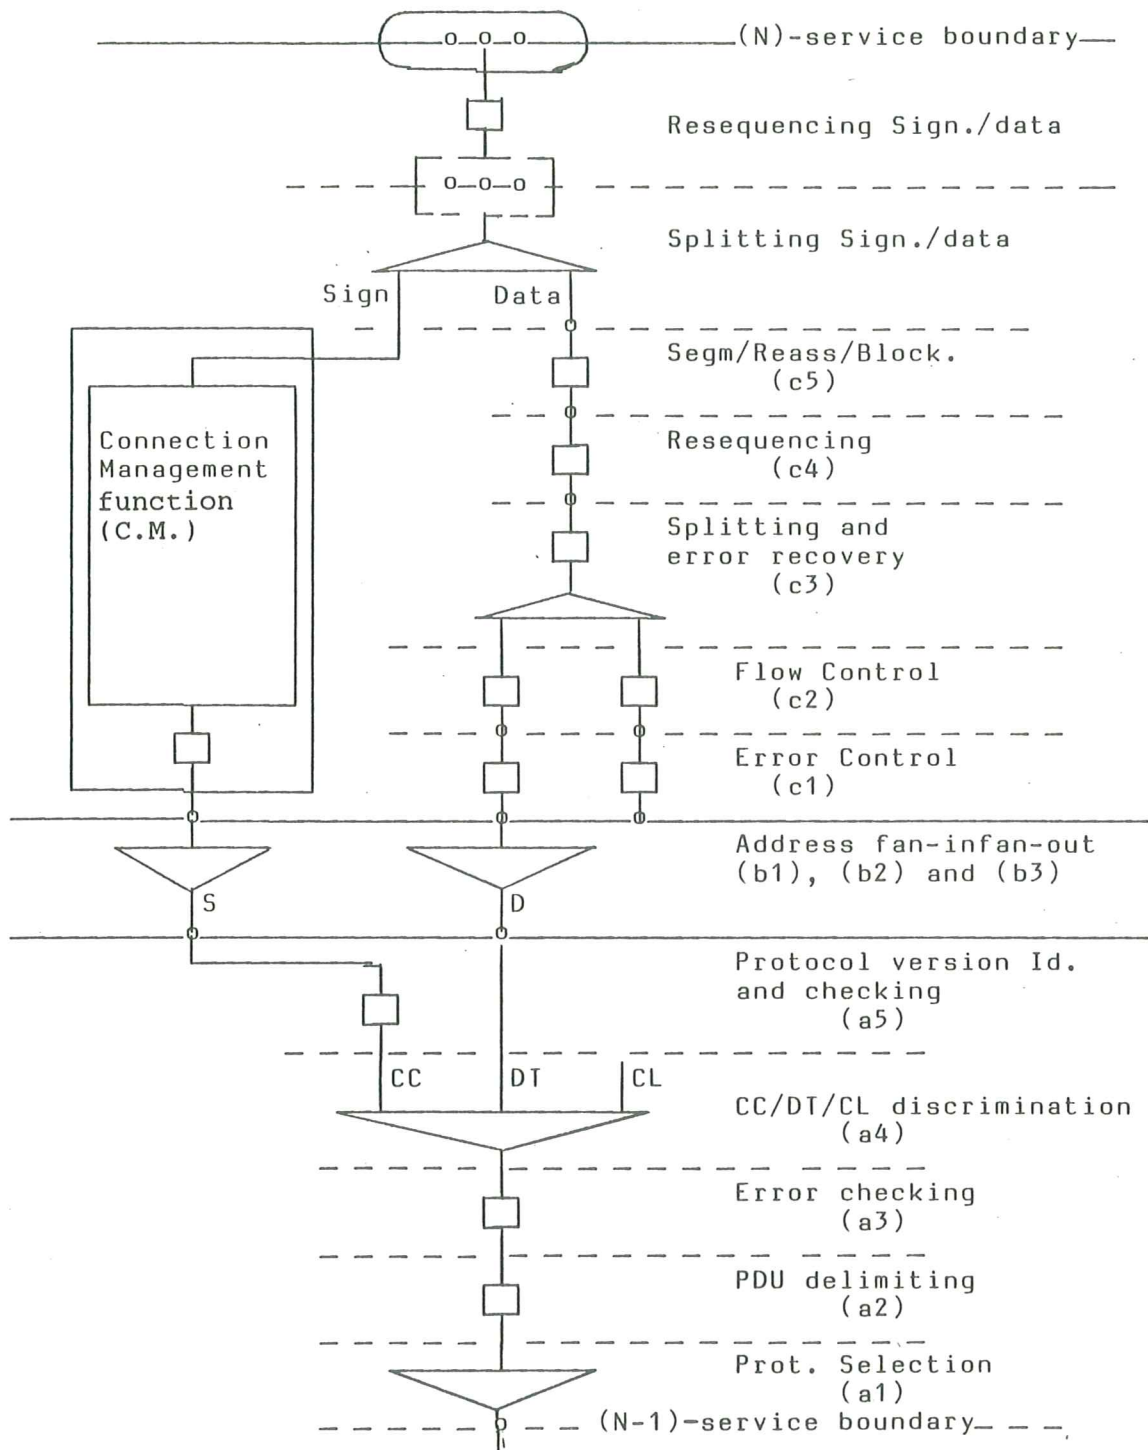 o—o—o (N)-service boundary
Resequencing Sign./data
o—o—o
Splitting Sign./data
Sign Data
Segm/Reass/Block.
(c5)
Connection
Management
function
(C.M.)
Resequencing
(c4)
Splitting and
error recovery
(c3)
Flow Control
(c2)
Error Control
(c1)
Address fan-infan-out
(b1), (b2) and (b3)
S D
Protocol version Id.
and checking
(a5)
CC DT CL
CC/DT/CL discrimination
(a4)
Error checking
(a3)
PDU delimiting
(a2)
Prot. Selection
(a1)
(N-1)-service boundary